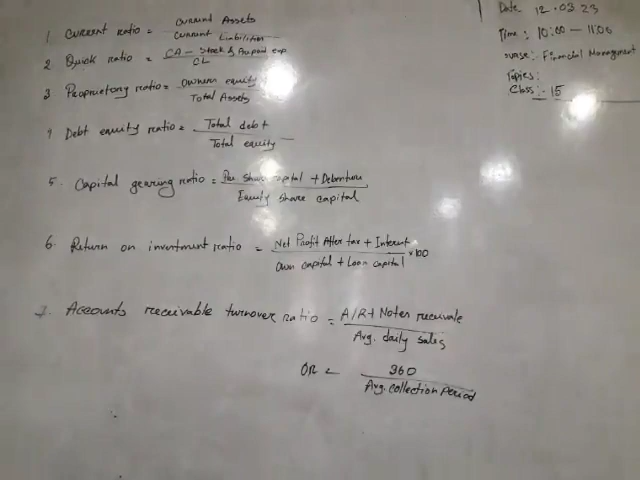 Date 12.03.23
Time: 10:00 - 11:00
Financial Management
Topics:
Class:- 15
1 Current ratio = Current Assets
Current Liabilities
2 Quick ratio = CA - Stock & Prepaid exp.
CL
3 Proprietory ratio = Owners equity
Total Assets
4 Debt equity ratio = Total debt
Total equity
5. Capital gearing ratio = Pre share capital + Debenture
Equity share capital
6. Return on investment ratio = Net Profit After tax + Interest
Own capital + Loan capital × 100
7. Accounts receivable turnover ratio = A/R + Notes receivale
Avg. daily sales
OR = 360
Avg. collection period